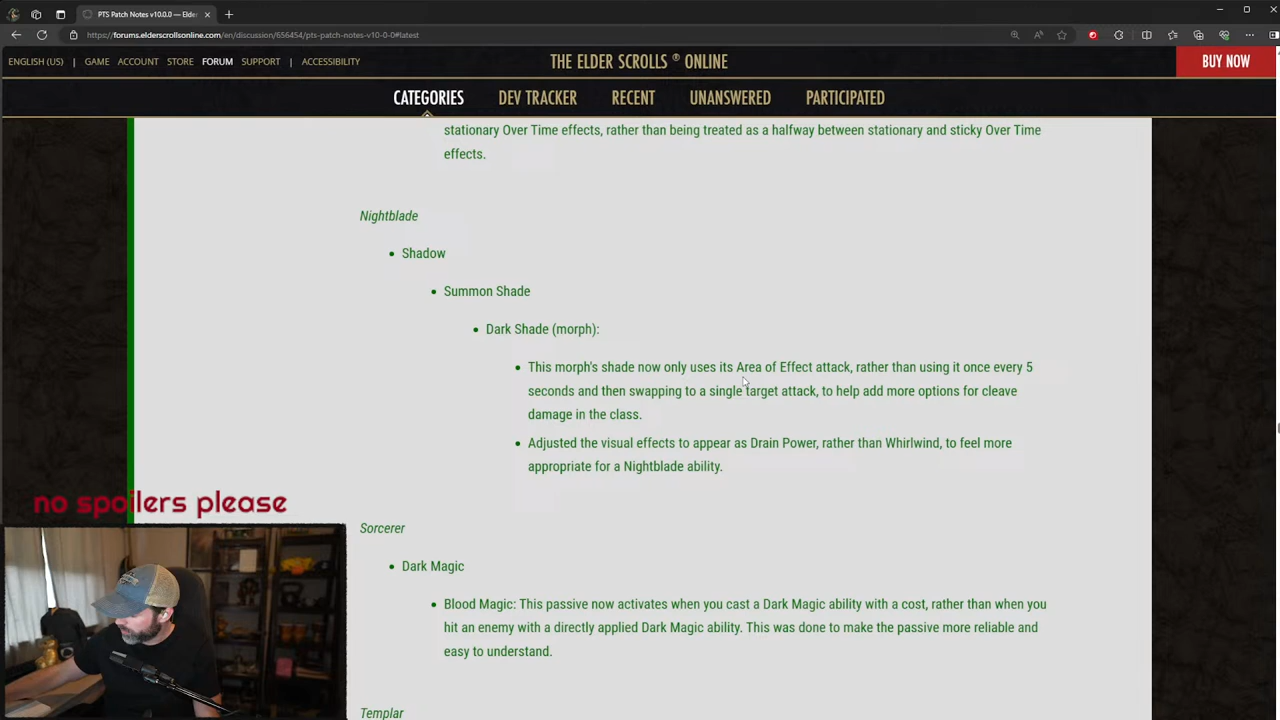 PTS Patch Notes v10.0.0 — Elder
https://forums.elderscrollsonline.com/en/discussion/656454/pts-patch-notes-v10-0-0#latest
ENGLISH (US) | GAME ACCOUNT STORE FORUM SUPPORT | ACCESSIBILITY
THE ELDER SCROLLS ® ONLINE
BUY NOW
CATEGORIES DEV TRACKER RECENT UNANSWERED PARTICIPATED
stationary Over Time effects, rather than being treated as a halfway between stationary and sticky Over Time
effects.
Nightblade
Shadow
Summon Shade
Dark Shade (morph):
This morph's shade now only uses its Area of Effect attack, rather than using it once every 5
seconds and then swapping to a single target attack, to help add more options for cleave
damage in the class.
Adjusted the visual effects to appear as Drain Power, rather than Whirlwind, to feel more
appropriate for a Nightblade ability.
no spoilers please
Sorcerer
Dark Magic
Blood Magic: This passive now activates when you cast a Dark Magic ability with a cost, rather than when you
hit an enemy with a directly applied Dark Magic ability. This was done to make the passive more reliable and
easy to understand.
Templar